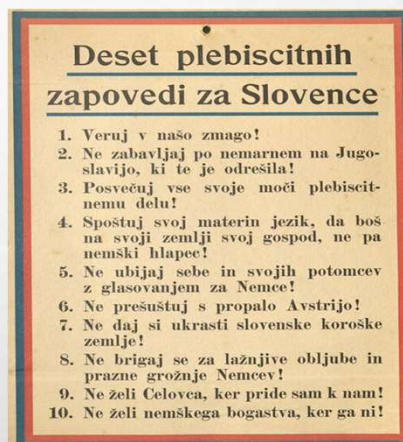 Deset plebiscitnih
zapovedi za Slovence
1. Veruj v našo zmago!
2. Ne zabavljaj po nemarnem na Jugo-
slavijo, ki te je odrešila!
3. Posvečuj vse svoje moči plebiscit-
nemu delu!
4. Spoštuj svoj materin jezik, da boš
na svoji zemlji svoj gospod, ne pa
nemški hlapec!
5. Ne ubijaj sebe in svojih potomcev
z glasovanjem za Nemce!
6. Ne prešuštuj s propalo Avstrijo!
7. Ne daj si ukrasti slovenske koroške
zemlje!
8. Ne brigaj se za lažnjive obljube in
prazne grožnje Nemcev!
9. Ne želi Celovca, ker pride sam k nam!
10. Ne želi nemškega bogastva, ker ga ni!